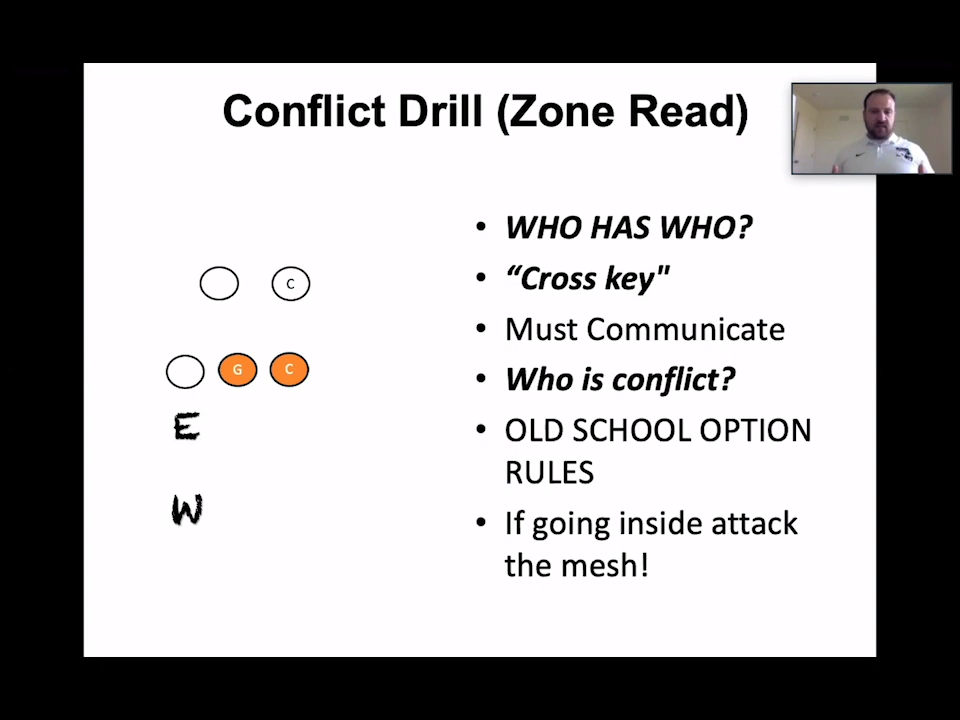 Conflict Drill (Zone Read)
• WHO HAS WHO?
• “Cross key"
• Must Communicate
• Who is conflict?
• OLD SCHOOL OPTION
RULES
• If going inside attack
the mesh!
C
G C
E
W